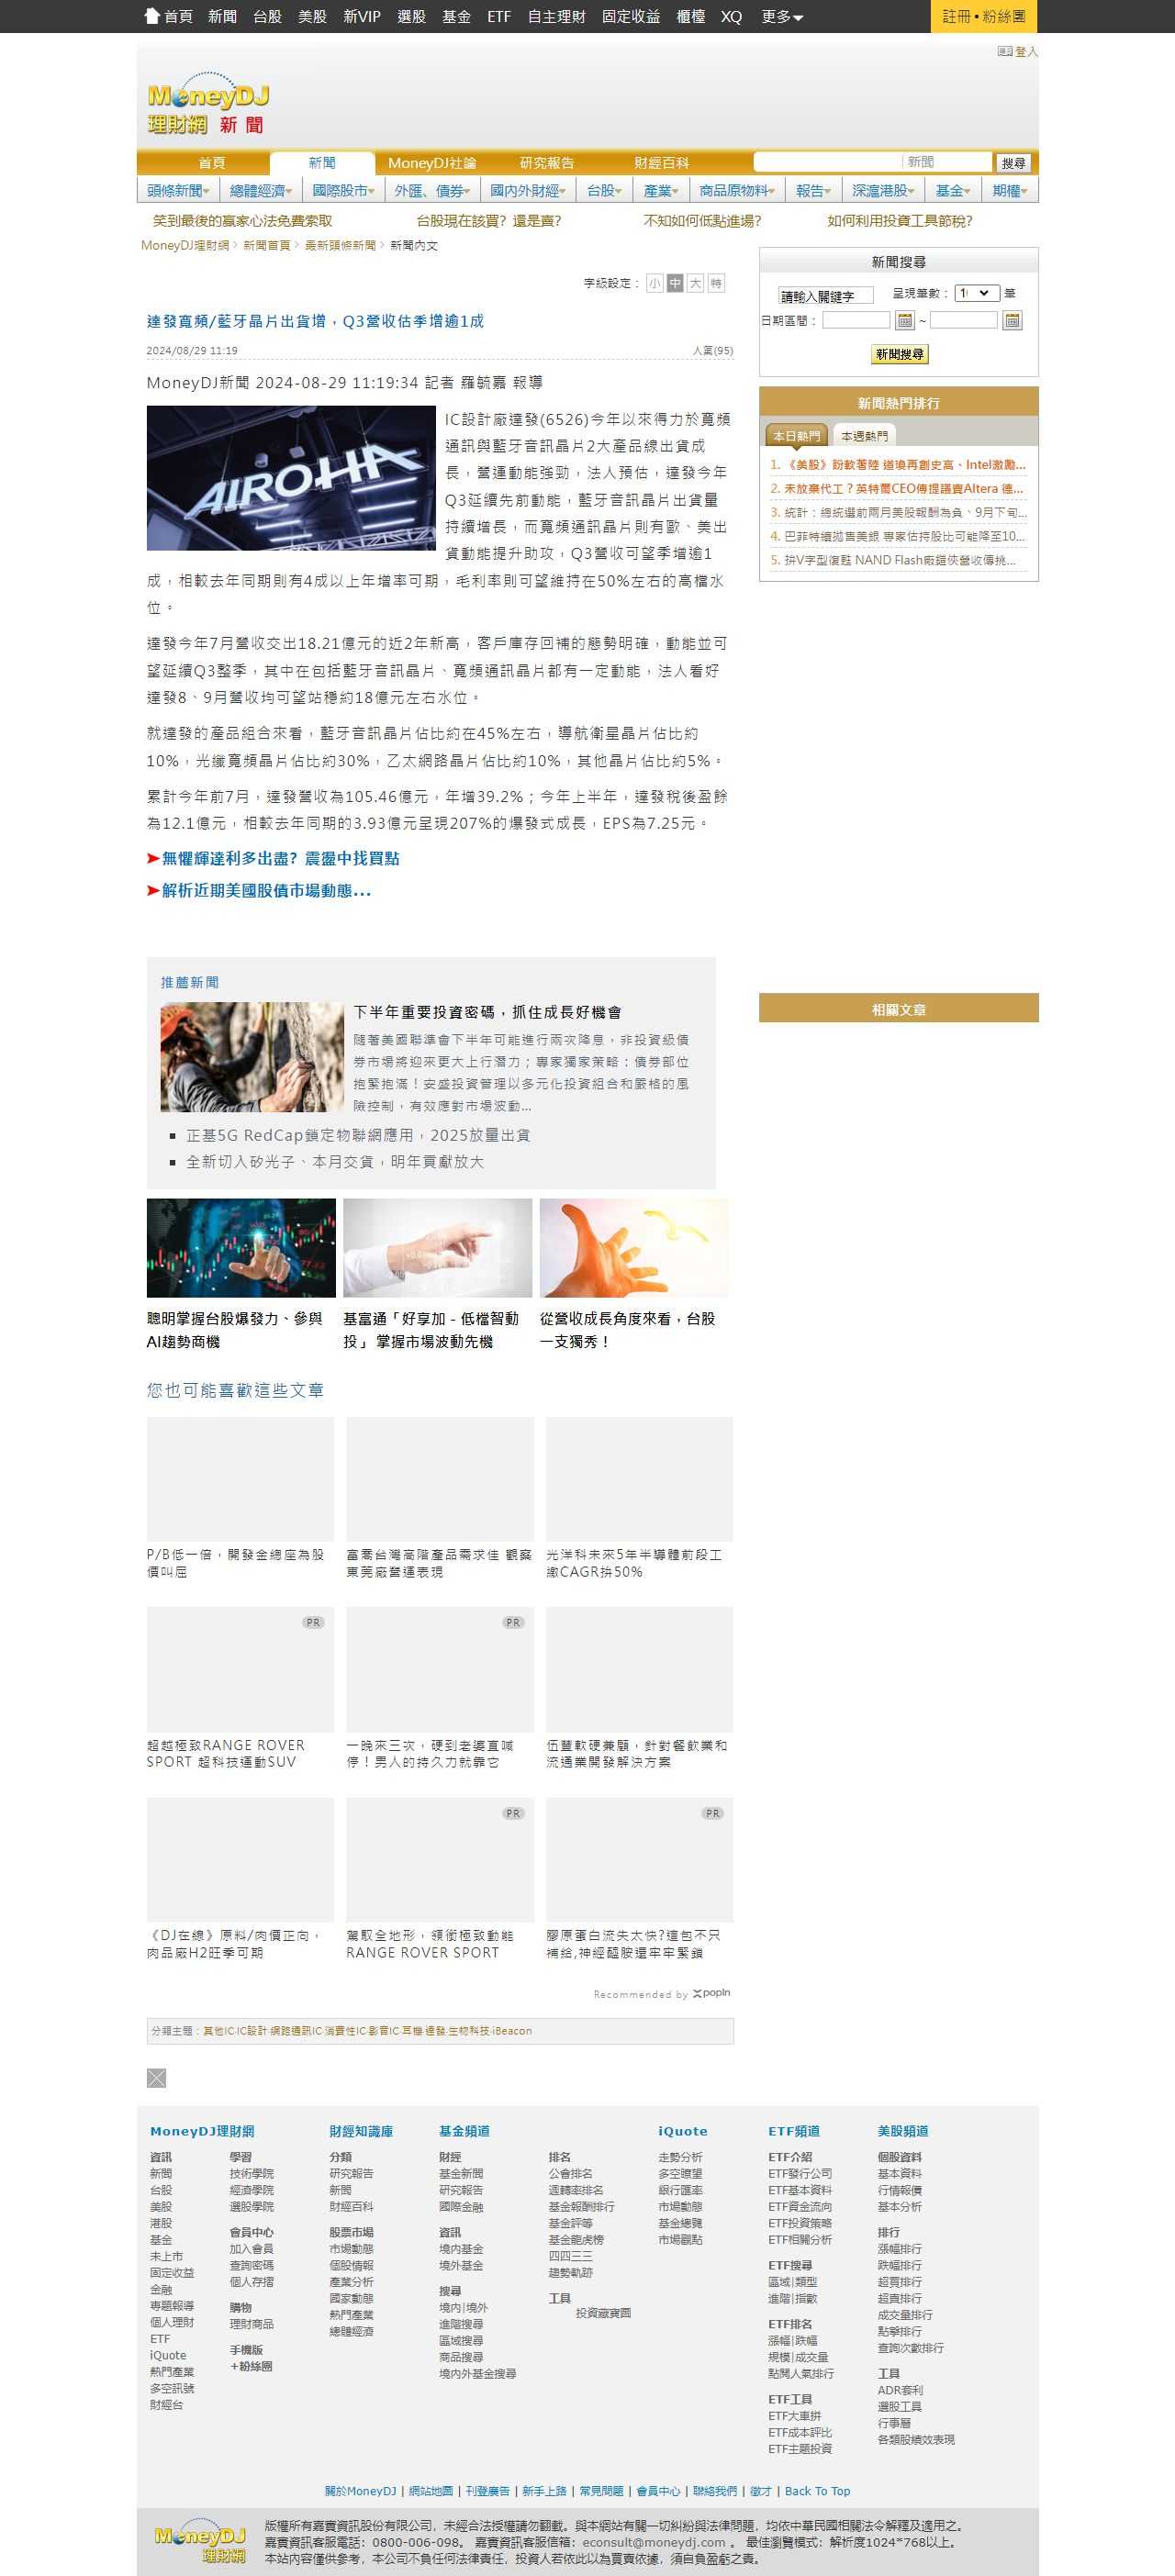 首頁 新聞 台股 美股 新VIP 選股 基金 ETF 自主理財 固定收益 櫃檯 XQ 更多 註冊 • 粉絲團
登入
MoneyDJ
理財網 新聞
首頁 新聞 MoneyDJ社論 研究報告 財經百科 新聞 搜尋
頭條新聞 總體經濟 國際股市 外匯、債券 國內外財經 台股 產業 商品原物料 報告 深滬港股 基金 期權
笑到最後的贏家心法免費索取 台股現在該買？還是賣？ 不知如何低點進場？ 如何利用投資工具節稅？
MoneyDJ理財網 新聞首頁 最新頭條新聞 新聞內文
字級設定： 小 中 大 特
達發寬頻/藍牙晶片出貨增，Q3營收估季增逾1成
2024/08/29 11:19 人氣(95)
MoneyDJ新聞 2024-08-29 11:19:34 記者 羅毓嘉 報導
AIROHA
IC設計廠達發(6526)今年以來得力於寬頻
通訊與藍牙音訊晶片2大產品線出貨成
長，營運動能強勁，法人預估，達發今年
Q3延續先前動能，藍牙音訊晶片出貨量
持續增長，而寬頻通訊晶片則有歐、美出
貨動能提升助攻，Q3營收可望季增逾1
成，相較去年同期則有4成以上年增率可期，毛利率則可望維持在50%左右的高檔水
位。
達發今年7月營收交出18.21億元的近2年新高，客戶庫存回補的態勢明確，動能並可
望延續Q3整季，其中在包括藍牙音訊晶片、寬頻通訊晶片都有一定動能，法人看好
達發8、9月營收均可望站穩約18億元左右水位。
就達發的產品組合來看，藍牙音訊晶片佔比約在45%左右，導航衛星晶片佔比約
10%，光纖寬頻晶片佔比約30%，乙太網路晶片佔比約10%，其他晶片佔比約5%。
累計今年前7月，達發營收為105.46億元，年增39.2%；今年上半年，達發稅後盈餘
為12.1億元，相較去年同期的3.93億元呈現207%的爆發式成長，EPS為7.25元。
➤無懼輝達利多出盡？震盪中找買點
➤解析近期美國股債市場動態...
新聞搜尋
請輸入關鍵字 呈現筆數： 筆
日期區間： ~
新聞搜尋
新聞熱門排行
本日熱門 本週熱門
1. 《美股》盼軟著陸 道瓊再創史高、Intel激勵...
2. 未放棄代工？英特爾CEO傳提議賣Altera 德...
3. 統計：總統選前兩月美股報酬為負、9月下旬...
4. 巴菲特續拋售美銀 專家估持股比可能降至10...
5. 拚V字型復甦 NAND Flash廠鎧俠營收傳挑...
相關文章
推薦新聞
下半年重要投資密碼，抓住成長好機會
隨著美國聯準會下半年可能進行兩次降息，非投資級債
券市場將迎來更大上行潛力；專家獨家策略：債券部位
抱緊抱滿！安盛投資管理以多元化投資組合和嚴格的風
險控制，有效應對市場波動...
正基5G RedCap鎖定物聯網應用，2025放量出貨
全新切入矽光子、本月交貨，明年貢獻放大
聰明掌握台股爆發力、參與
AI趨勢商機
基富通「好享加－低檔智動
投」 掌握市場波動先機
從營收成長角度來看，台股
一支獨秀！
您也可能喜歡這些文章
P/B低一倍，開發金總座為股
價叫屈
富喬台灣高階產品需求佳 觀察
東莞廠營運表現
光洋科未來5年半導體前段工
繳CAGR拚50%
PR
PR
超越極致RANGE ROVER
SPORT 超科技運動SUV
一晚來三次，硬到老婆直喊
停！男人的持久力就靠它
伍豐軟硬兼顧，針對餐飲業和
流通業開發解決方案
PR
PR
《DJ在線》原料/肉價正向，
肉品廠H2旺季可期
駕馭全地形，領銜極致動能
RANGE ROVER SPORT
膠原蛋白流失太快?這包不只
補給,神經醯胺還牢牢緊鎖
Recommended by popIn
分類主題：其他IC·IC設計·網路通訊IC·消費性IC·影音IC·耳機·達發·生物科技·iBeacon
MoneyDJ理財網
資訊
新聞
台股
美股
港股
基金
未上市
固定收益
金融
專題報導
個人理財
ETF
iQuote
熱門產業
多空訊號
財經台
學習
技術學院
經濟學院
選股學院
會員中心
加入會員
查詢密碼
個人存摺
購物
理財商品
手機版
+粉絲團
財經知識庫
分類
研究報告
新聞
財經百科
股票市場
市場動態
個股情報
產業分析
國家動態
熱門產業
總體經濟
基金頻道
財經
基金新聞
研究報告
國際金融
資訊
境內基金
境外基金
搜尋
境內|境外
進階搜尋
區域搜尋
商品搜尋
境內外基金搜尋
排名
公會排名
週轉率排名
基金報酬排行
基金評等
基金龍虎榜
四四三三
趨勢軌跡
工具
投資藏寶圖
iQuote
走勢分析
多空瞭望
銀行匯率
市場動態
基金總覽
市場觀點
ETF頻道
ETF介紹
ETF發行公司
ETF基本資料
ETF資金流向
ETF投資策略
ETF相關分析
ETF搜尋
區域|類型
進階|指數
ETF排名
漲幅|跌幅
規模|成交量
點閱人氣排行
ETF工具
ETF大車拼
ETF成本評比
ETF主題投資
美股頻道
個股資料
基本資料
行情報價
基本分析
排行
漲幅排行
跌幅排行
超買排行
超賣排行
成交量排行
點擊排行
查詢次數排行
工具
ADR套利
選股工具
行事曆
各類股績效表現
關於MoneyDJ | 網站地圖 | 刊登廣告 | 新手上路 | 常見問題 | 會員中心 | 聯絡我們 | 徵才 | Back To Top
MoneyDJ
理財網
版權所有嘉實資訊股份有限公司，未經合法授權請勿翻載。與本網站有關一切糾紛與法律問題，均依中華民國相關法令解釋及適用之。
嘉實資訊客服電話：0800-006-098。 嘉實資訊客服信箱：econsult@moneydj.com 。 最佳瀏覽模式：解析度1024*768以上。
本站內容僅供參考，本公司不負任何法律責任，投資人若依此以為買賣依據，須自負盈虧之責。